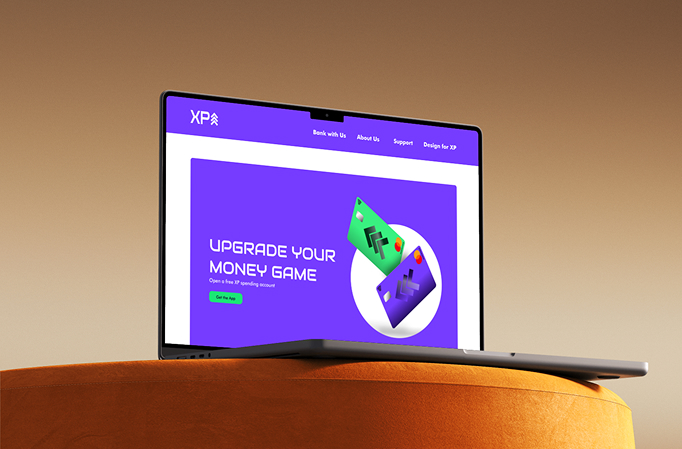 XP
Bank with Us About Us Support Design for XP
UPGRADE YOUR
MONEY GAME
Open a free XP spending account
Get the App